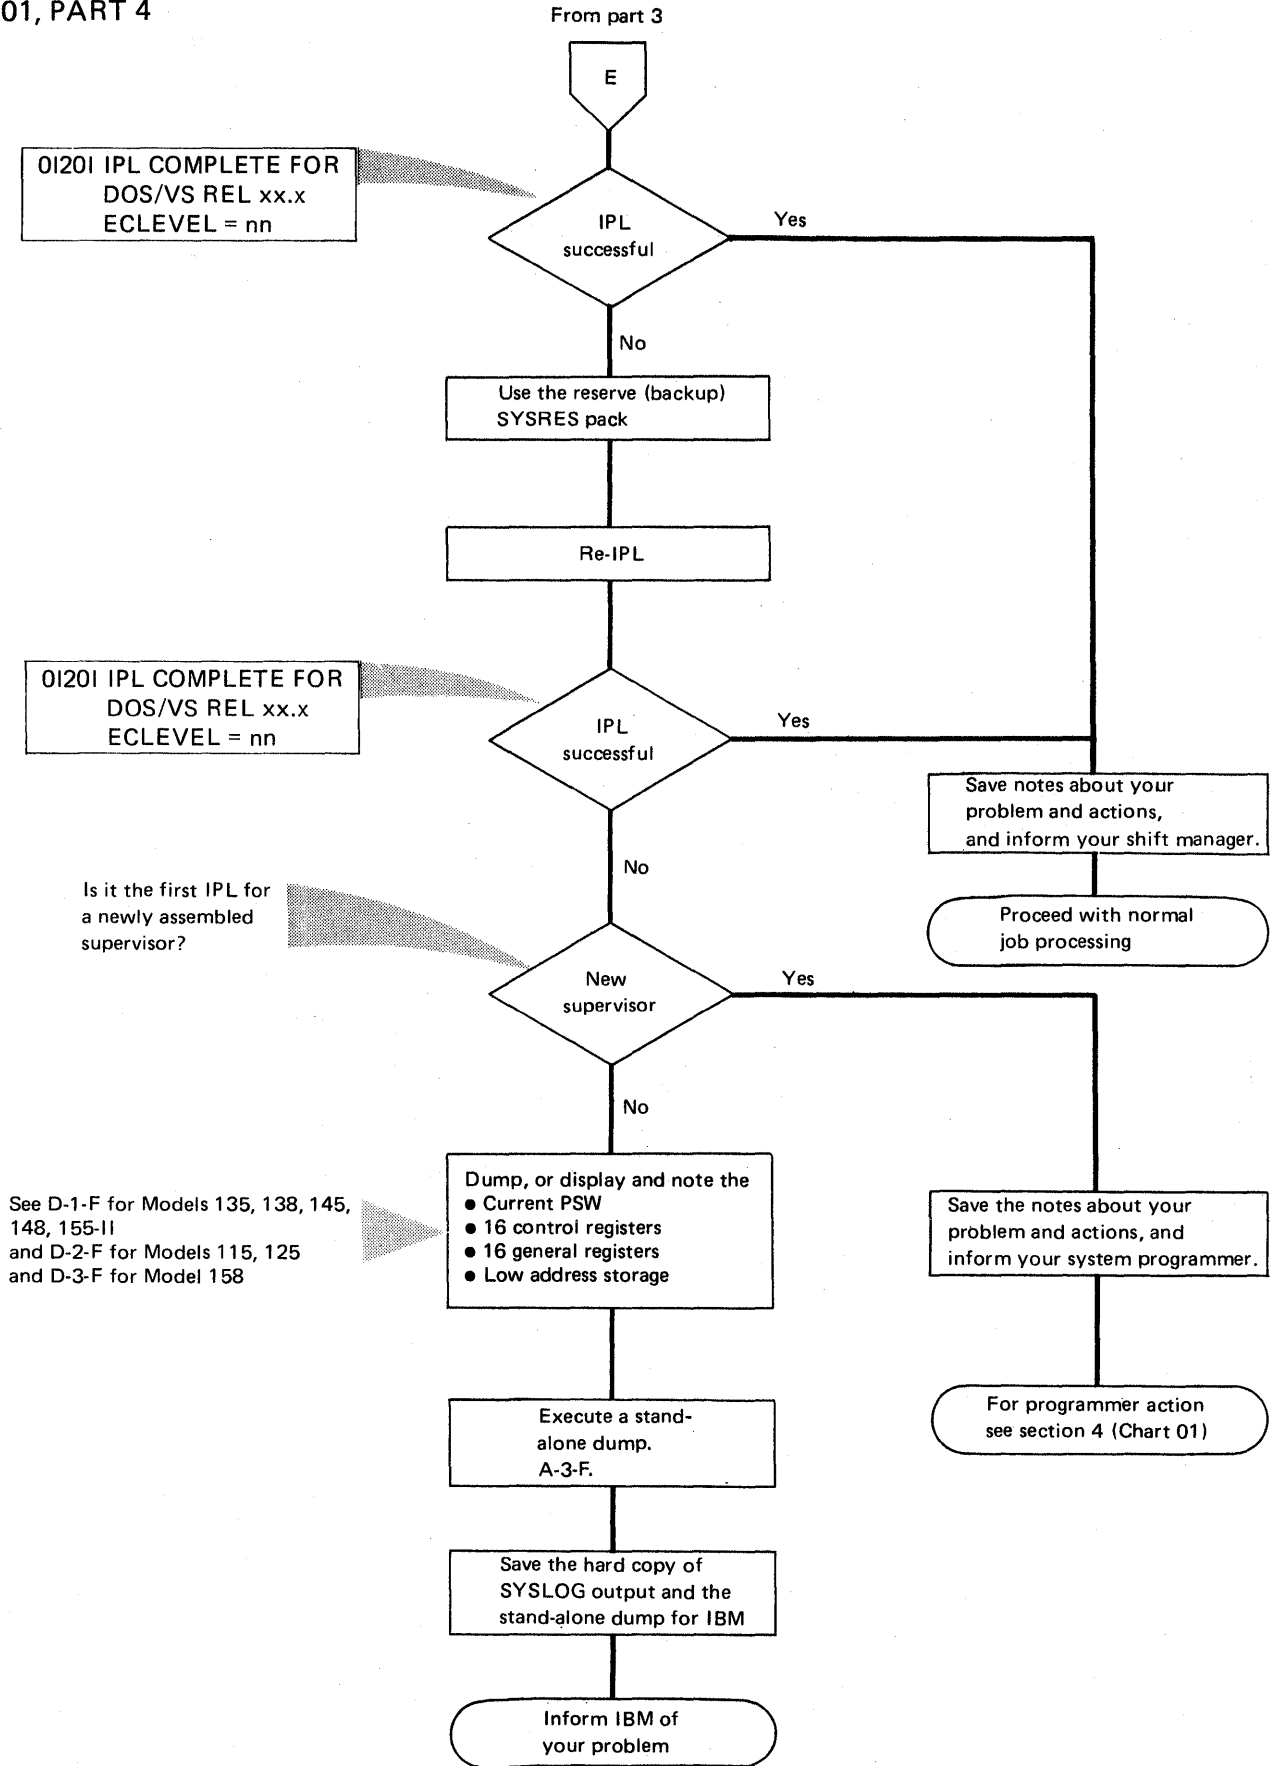 01, PART 4
From part 3
E
0I20I IPL COMPLETE FOR
DOS/VS REL xx.x
ECLEVEL = nn
IPL
successful
Yes
No
Use the reserve (backup)
SYSRES pack
Re-IPL
0I20I IPL COMPLETE FOR
DOS/VS REL xx.x
ECLEVEL = nn
IPL
successful
Yes
Save notes about your
problem and actions,
and inform your shift manager.
No
Proceed with normal
job processing
Is it the first IPL for
a newly assembled
supervisor?
New
supervisor
Yes
No
Dump, or display and note the
● Current PSW
● 16 control registers
● 16 general registers
● Low address storage
See D-1-F for Models 135, 138, 145,
148, 155-II
and D-2-F for Models 115, 125
and D-3-F for Model 158
Save the notes about your
problem and actions, and
inform your system programmer.
For programmer action
see section 4 (Chart 01)
Execute a stand-
alone dump.
A-3-F.
Save the hard copy of
SYSLOG output and the
stand-alone dump for IBM
Inform IBM of
your problem